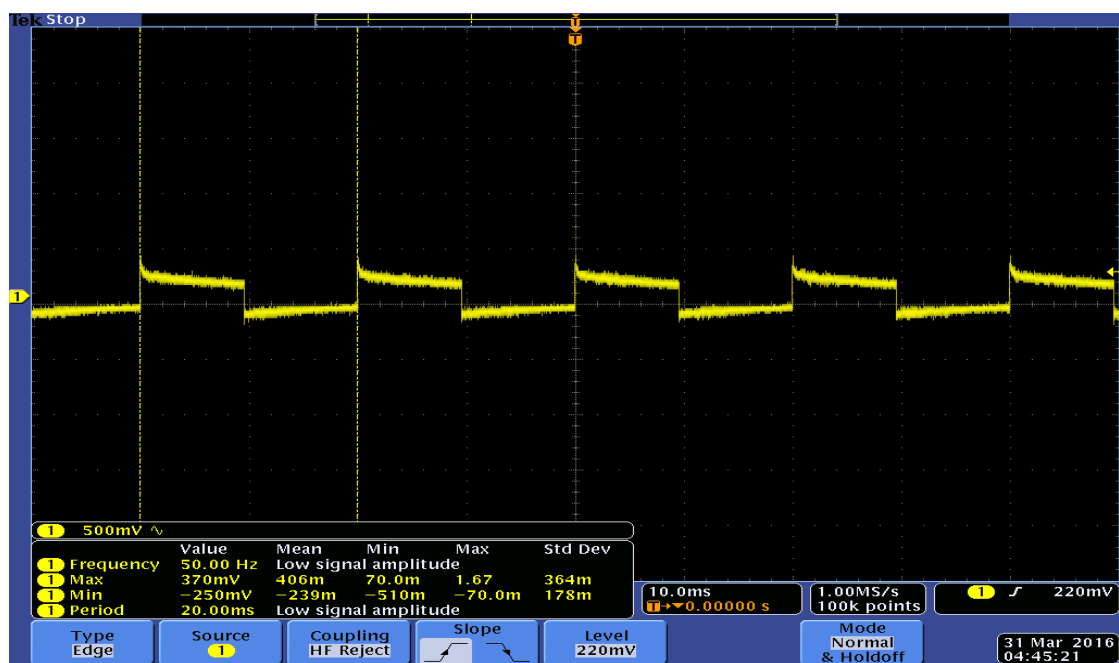 Tek Stop
T
T
1
1 500mV ∿
Value Mean Min Max Std Dev
1 Frequency 50.00 Hz Low signal amplitude
1 Max 370mV 406m 70.0m 1.67 364m
1 Min −250mV −239m −510m −70.0m 178m
1 Period 20.00ms Low signal amplitude
10.0ms
T→▼0.00000 s
1.00MS/s
100k points
1 220mV
Type
Edge
Source
1
Coupling
HF Reject
Slope
Level
220mV
Mode
Normal
& Holdoff
31 Mar 2016
04:45:21